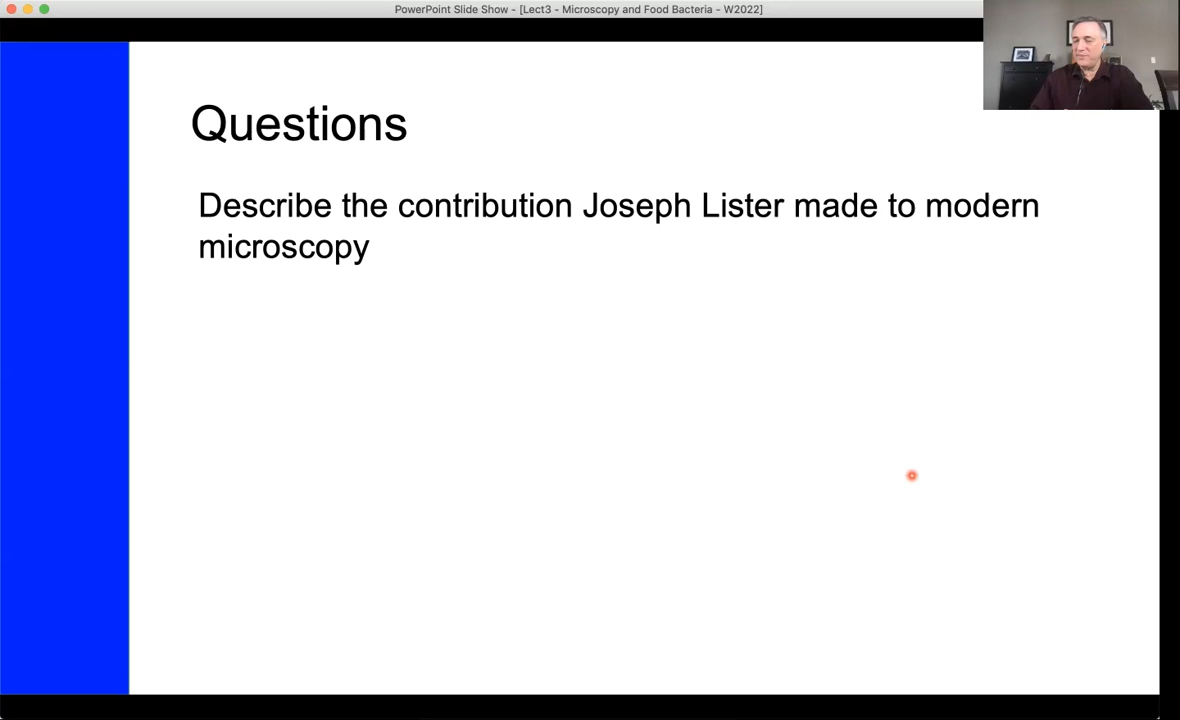 PowerPoint Slide Show - [Lect3 - Microscopy and Food Bacteria - W2022]
Questions
Describe the contribution Joseph Lister made to modern
microscopy